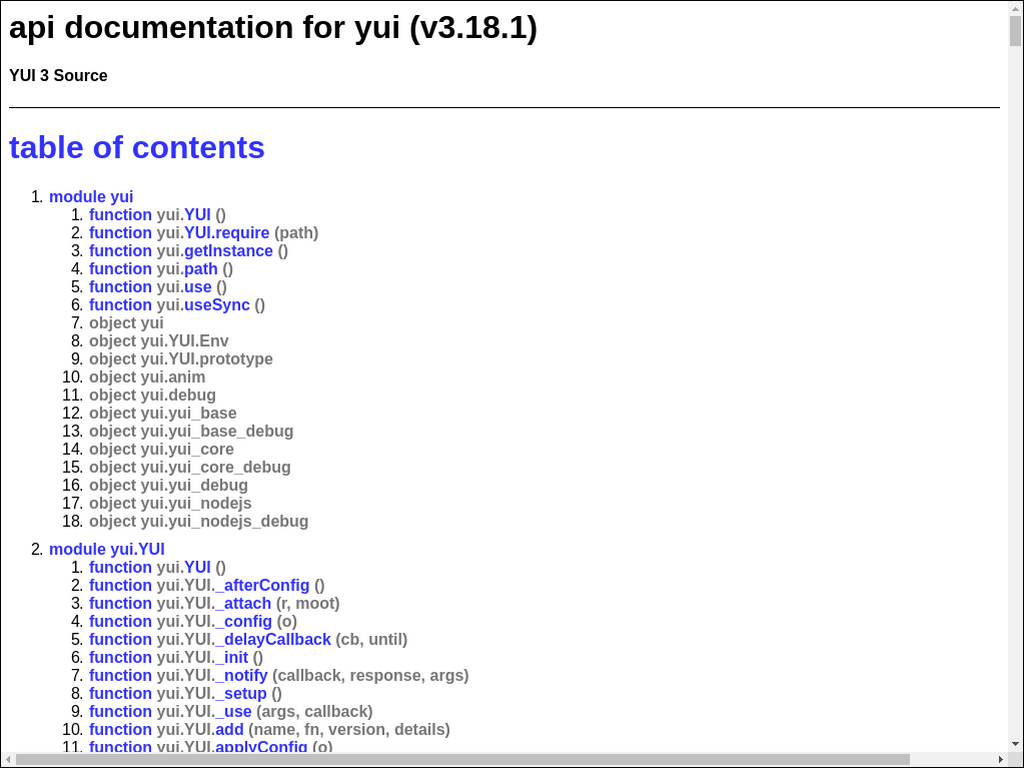 api documentation for yui (v3.18.1)
YUI 3 Source
table of contents
1. module yui
1. function yui.YUI ()
2. function yui.YUI.require (path)
3. function yui.getInstance ()
4. function yui.path ()
5. function yui.use ()
6. function yui.useSync ()
7. object yui
8. object yui.YUI.Env
9. object yui.YUI.prototype
10. object yui.anim
11. object yui.debug
12. object yui.yui_base
13. object yui.yui_base_debug
14. object yui.yui_core
15. object yui.yui_core_debug
16. object yui.yui_debug
17. object yui.yui_nodejs
18. object yui.yui_nodejs_debug
2. module yui.YUI
1. function yui.YUI ()
2. function yui.YUI._afterConfig ()
3. function yui.YUI._attach (r, moot)
4. function yui.YUI._config (o)
5. function yui.YUI._delayCallback (cb, until)
6. function yui.YUI._init ()
7. function yui.YUI._notify (callback, response, args)
8. function yui.YUI._setup ()
9. function yui.YUI._use (args, callback)
10. function yui.YUI.add (name, fn, version, details)
11. function yui.YUI.applyConfig (o)